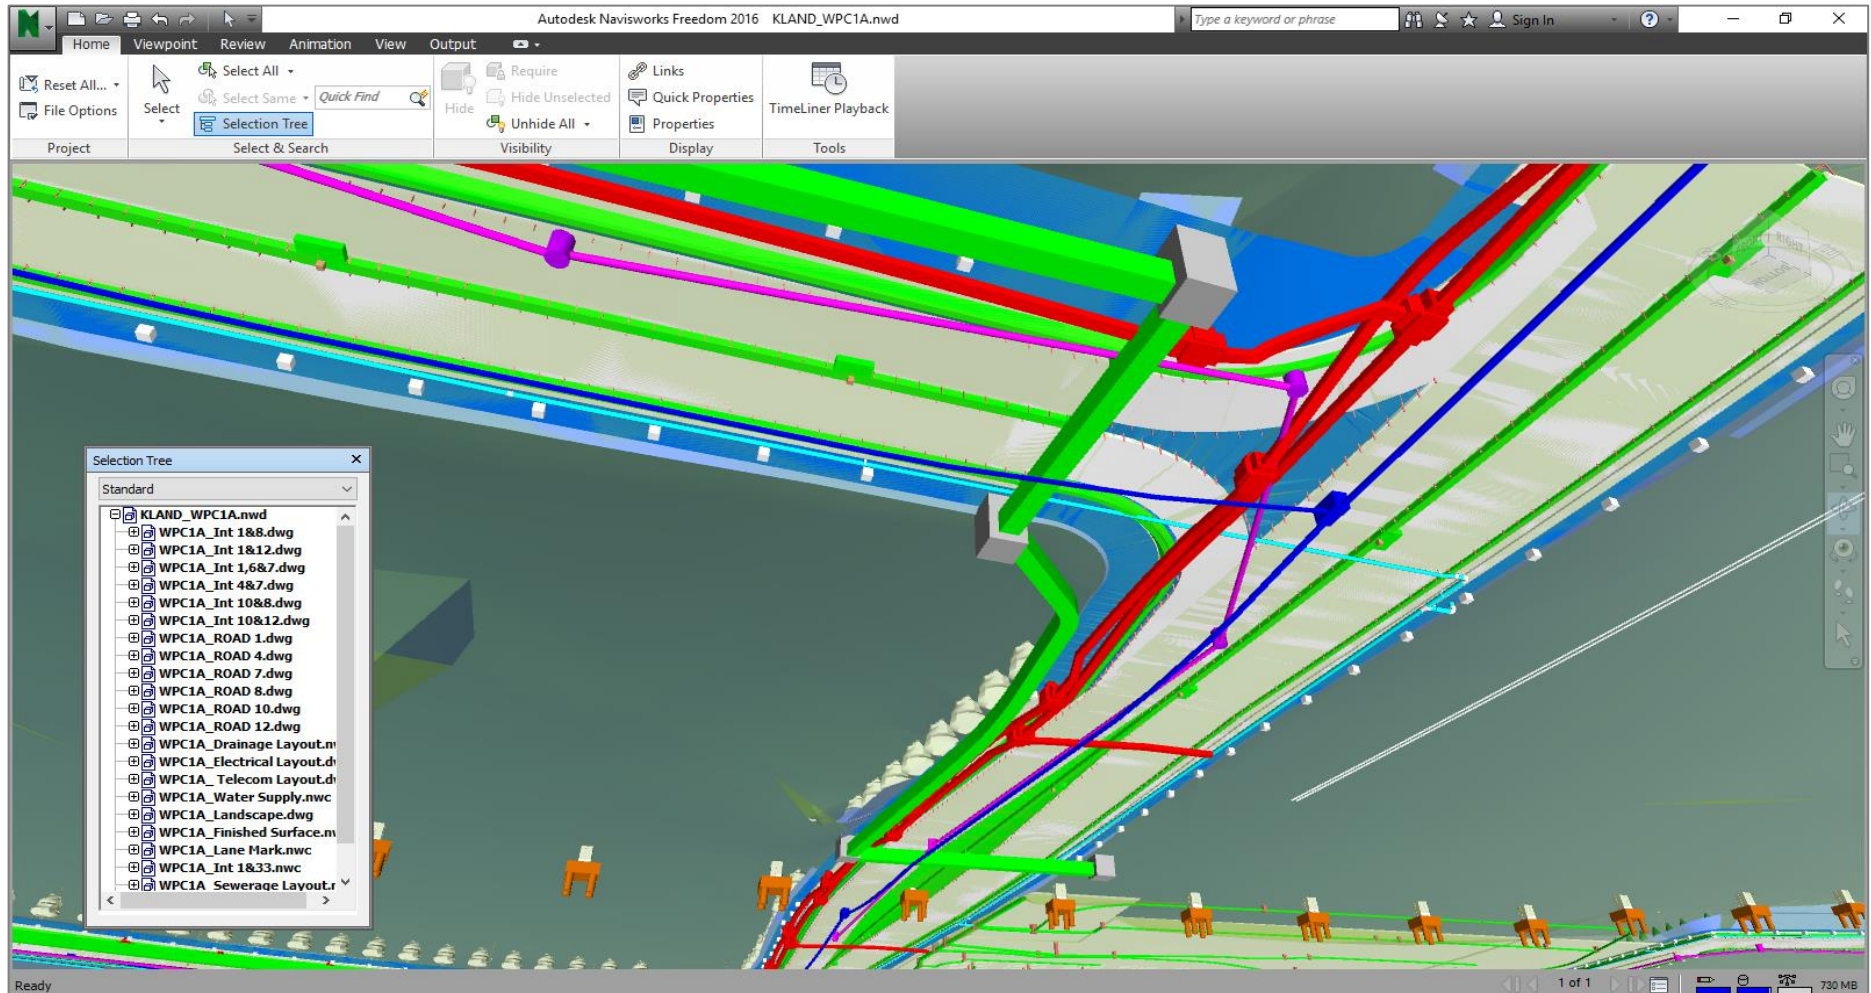 Autodesk Navisworks Freedom 2016 KLAND_WPC1A.nwd
Type a keyword or phrase
Sign In
Home Viewpoint Review Animation View Output
Reset All...
File Options
Project
Select
Select All
Select Same
Quick Find
Selection Tree
Select & Search
Hide
Require
Hide Unselected
Unhide All
Visibility
Links
Quick Properties
Properties
Display
TimeLiner Playback
Tools
RIGHT
BOTTOM
Selection Tree
Standard
KLAND_WPC1A.nwd
WPC1A_Int 1&8.dwg
WPC1A_Int 1&12.dwg
WPC1A_Int 1,6&7.dwg
WPC1A_Int 4&7.dwg
WPC1A_Int 10&8.dwg
WPC1A_Int 10&12.dwg
WPC1A_ROAD 1.dwg
WPC1A_ROAD 4.dwg
WPC1A_ROAD 7.dwg
WPC1A_ROAD 8.dwg
WPC1A_ROAD 10.dwg
WPC1A_ROAD 12.dwg
WPC1A_Drainage Layout.n
WPC1A_Electrical Layout.d
WPC1A_ Telecom Layout.d
WPC1A_Water Supply.nwc
WPC1A_Landscape.dwg
WPC1A_Finished Surface.n
WPC1A_Lane Mark.nwc
WPC1A_Int 1&33.nwc
WPC1A_Sewerage Layout.r
Ready
1 of 1
730 MB